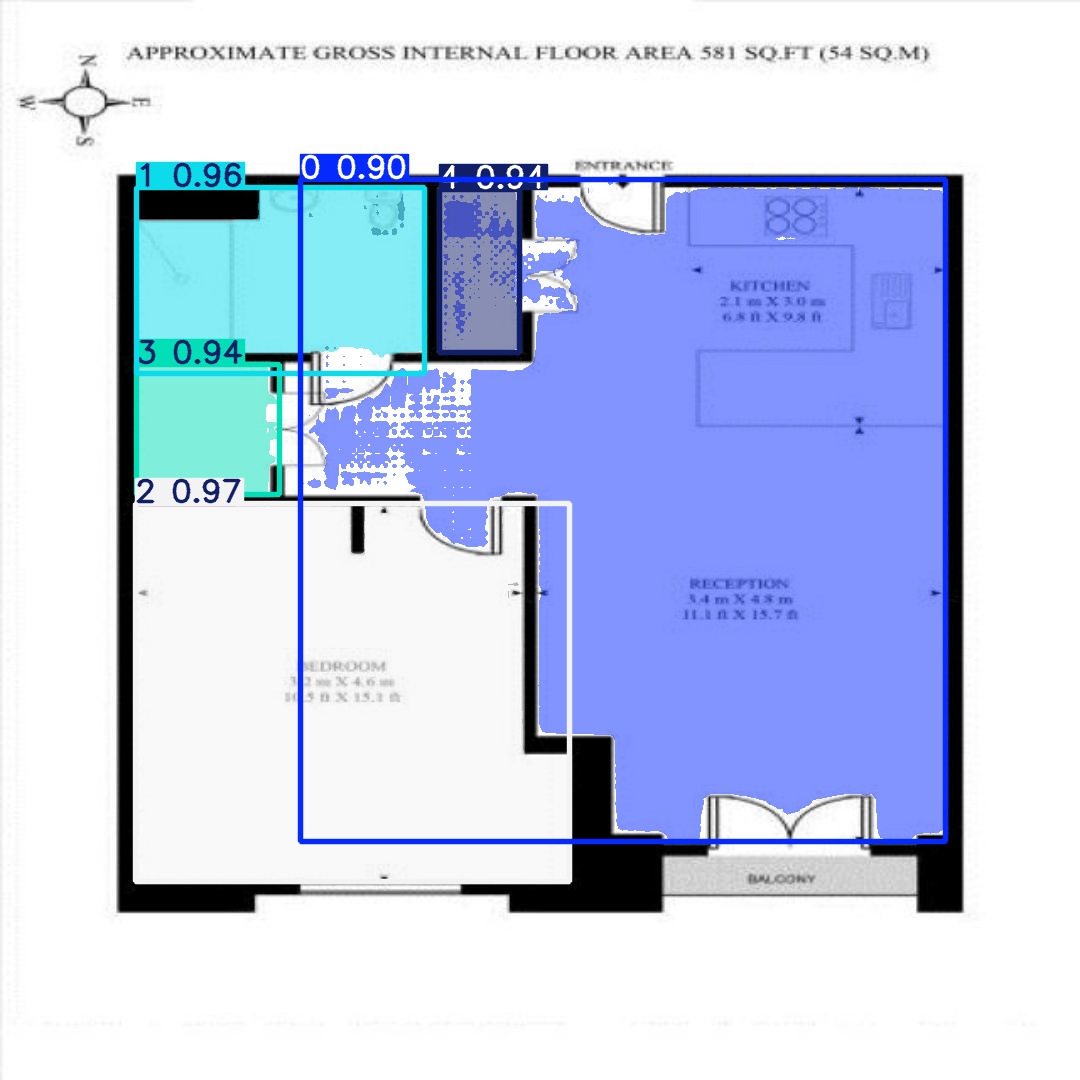 APPROXIMATE GROSS INTERNAL FLOOR AREA 581 SQ.FT (54 SQ.M)
N
W E
S
ENTRANCE
1 0.96
0 0.90
4 0.94
KITCHEN
2.1 m X 3.0 m
6.8 ft X 9.8 ft
3 0.94
2 0.97
RECEPTION
3.4 m X 4.8 m
11.1 ft X 15.7 ft
BEDROOM
3.2 m X 4.6 m
10.5 ft X 15.1 ft
BALCONY